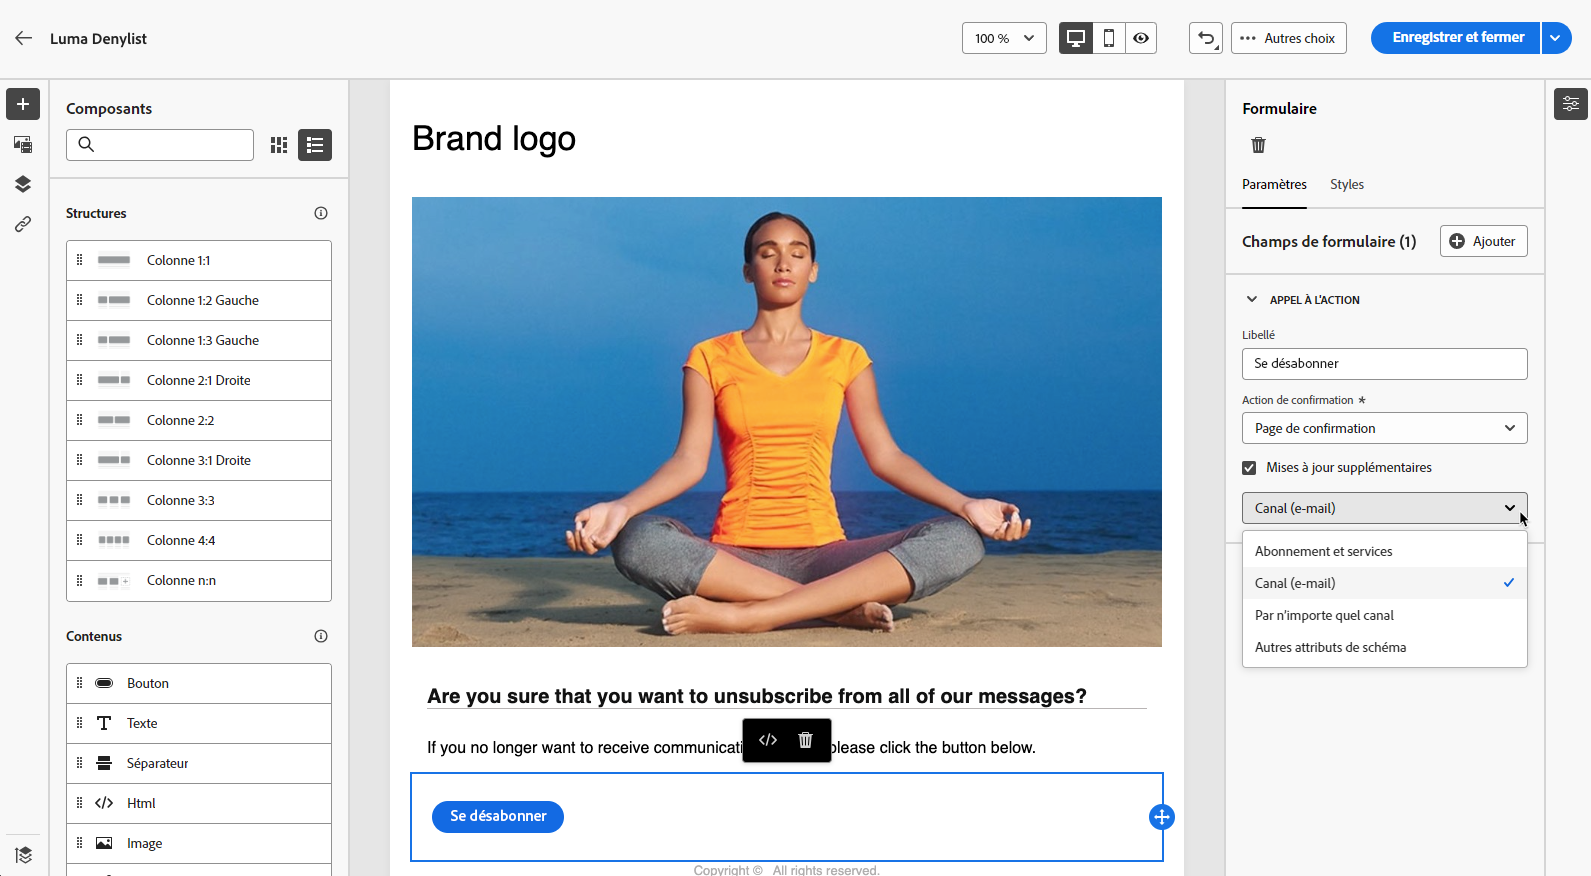 Luma Denylist
100 %
Autres choix
Enregistrer et fermer
Composants
Structures
Colonne 1:1
Colonne 1:2 Gauche
Colonne 1:3 Gauche
Colonne 2:1 Droite
Colonne 2:2
Colonne 3:1 Droite
Colonne 3:3
Colonne 4:4
Colonne n:n
Contenus
Bouton
Texte
Séparateur
Html
Image
Brand logo
Are you sure that you want to unsubscribe from all of our messages?
If you no longer want to receive please click the button below.
Se désabonner
Copyright © All rights reserved.
Formulaire
Paramètres
Styles
Champs de formulaire (1)
Ajouter
APPEL À L'ACTION
Libellé
Se désabonner
Action de confirmation *
Page de confirmation
Mises à jour supplémentaires
Canal (e-mail)
Abonnement et services
Canal (e-mail)
Par n'importe quel canal
Autres attributs de schéma